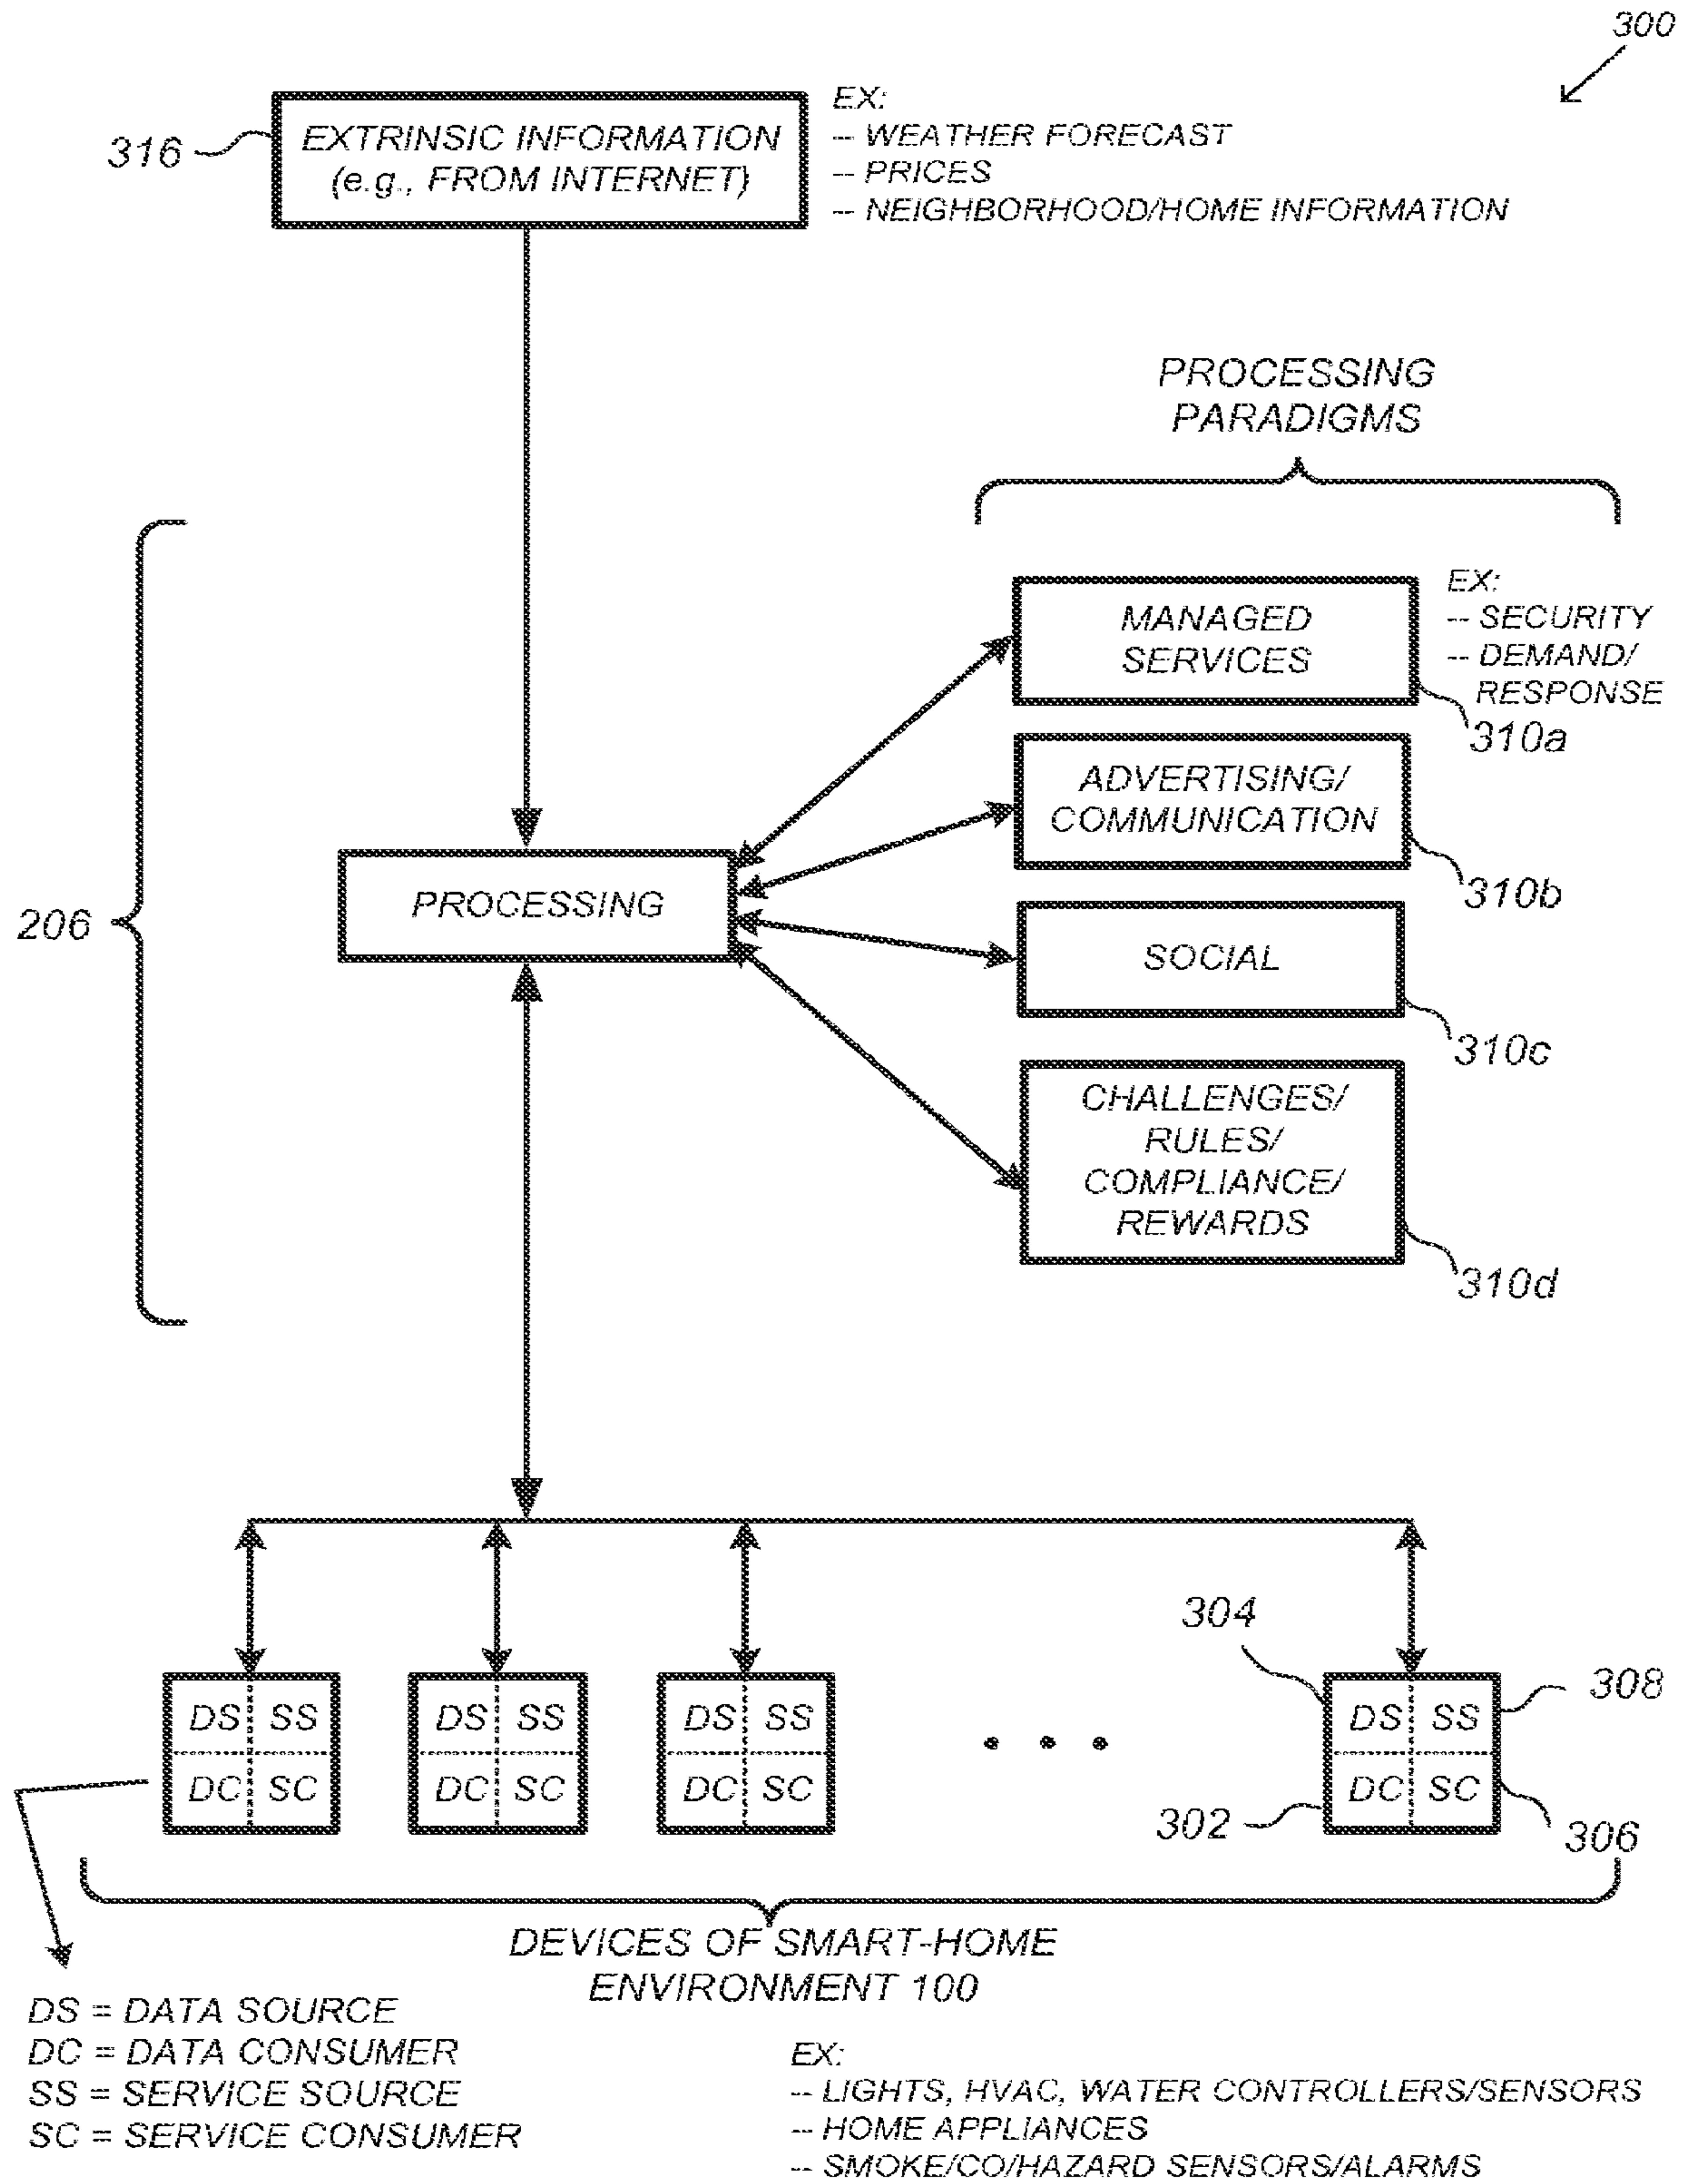 300
316
EXTRINSIC INFORMATION
(e.g., FROM INTERNET)
EX:
-- WEATHER FORECAST
-- PRICES
-- NEIGHBORHOOD/HOME INFORMATION
PROCESSING
PARADIGMS
206
PROCESSING
MANAGED
SERVICES
EX:
-- SECURITY
-- DEMAND/
RESPONSE
310a
ADVERTISING/
COMMUNICATION
310b
SOCIAL
310c
CHALLENGES/
RULES/
COMPLIANCE/
REWARDS
310d
304
308
302
306
DS SS
DC SC
DS SS
DC SC
DS SS
DC SC
• • •
DS SS
DC SC
DEVICES OF SMART-HOME
ENVIRONMENT 100
DS = DATA SOURCE
DC = DATA CONSUMER
SS = SERVICE SOURCE
SC = SERVICE CONSUMER
EX:
-- LIGHTS, HVAC, WATER CONTROLLERS/SENSORS
-- HOME APPLIANCES
-- SMOKE/CO/HAZARD SENSORS/ALARMS